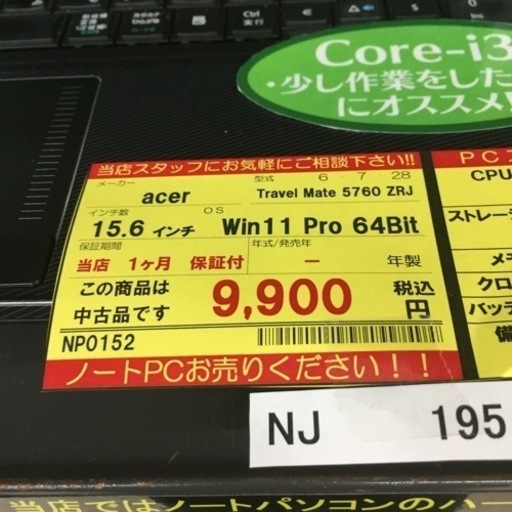 Core-i3
・少し作業をした
にオススメ!
当店スタッフにお気軽にご相談下さい!!
メーカー 型式 6 - 7 - 28
acer Travel Mate 5760 ZRJ
インチ数 OS
15.6 インチ Win11 Pro 64Bit
保証期間 年式/発売年
当店 1ヶ月 保証付 − 年製
この商品は
中古品です
9,900 税込
円
NP0152
ノートPCお売りください!!!
PC
CPU
ストレー
メモ
クロ
バッテ
備
NJ 195
当店ではノートパソコンのハー